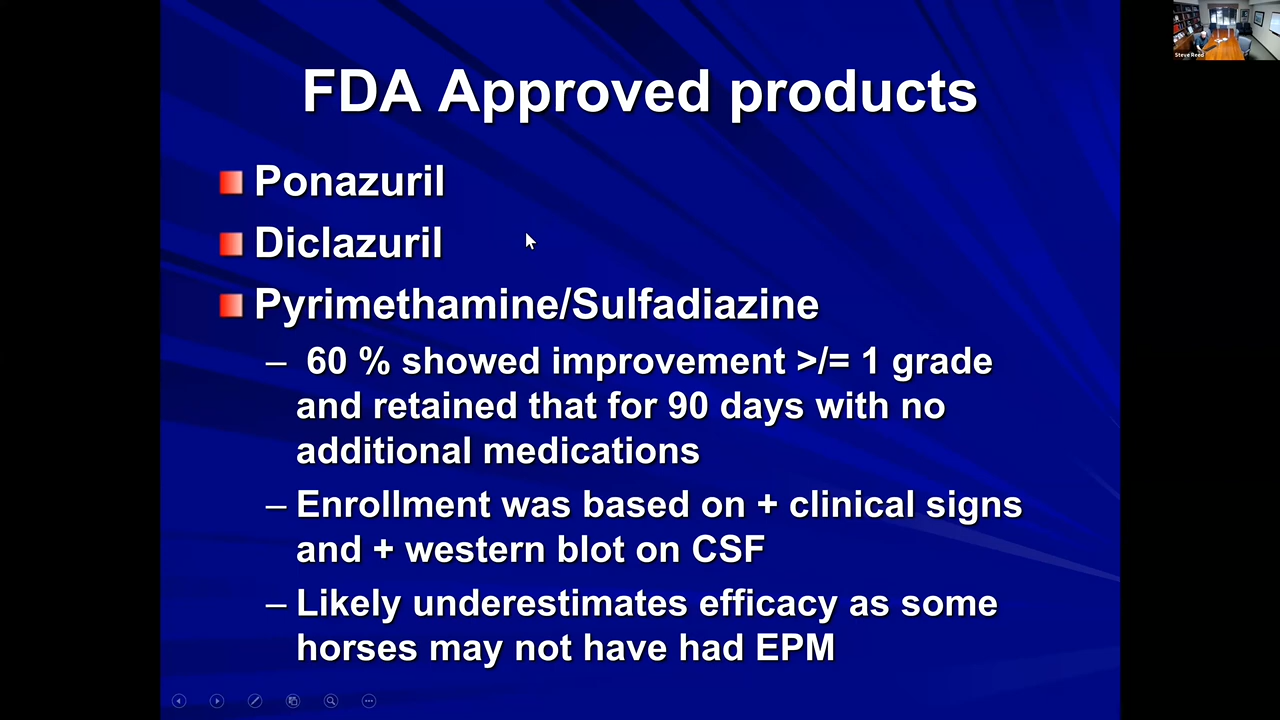 FDA Approved products
Ponazuril
Diclazuril
Pyrimethamine/Sulfadiazine
– 60 % showed improvement >/= 1 grade
and retained that for 90 days with no
additional medications
– Enrollment was based on + clinical signs
and + western blot on CSF
– Likely underestimates efficacy as some
horses may not have had EPM
Steve Reed